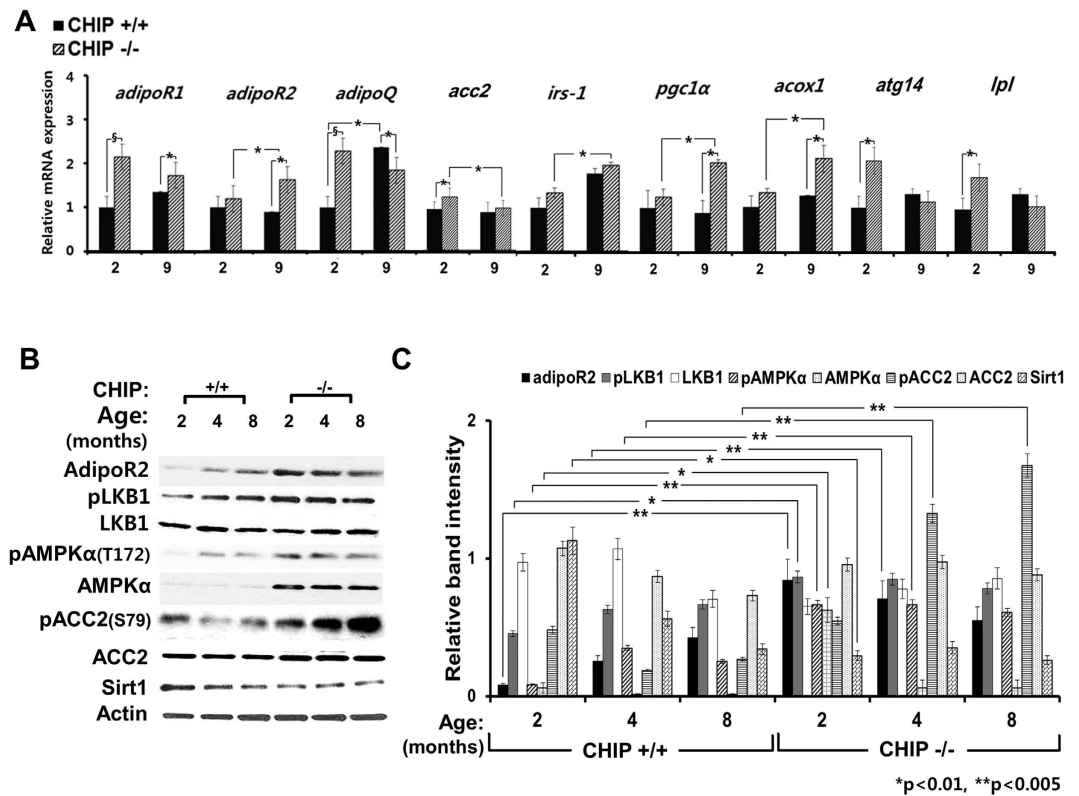 A
CHIP +/+
CHIP -/-
Relative mRNA expression
4
3
2
1
0
adipoR1 adipoR2 adipoQ acc2 irs-1 pgc1α acox1 atg14 lpl
§ * * * § * * * * * * * * * * *
2 9 2 9 2 9 2 9 2 9 2 9 2 9 2 9 2 9
B
CHIP: +/+ -/-
Age: 2 4 8 2 4 8
(months)
AdipoR2
pLKB1
LKB1
pAMPKα(T172)
AMPKα
pACC2(S79)
ACC2
Sirt1
Actin
C
adipoR2 pLKB1 LKB1 pAMPKα AMPKα pACC2 ACC2 Sirt1
Relative band intensity
2
1
0
**
**
**
**
*
*
**
*
**
Age: 2 4 8 2 4 8
(months) CHIP +/+ CHIP -/-
*p<0.01, **p<0.005